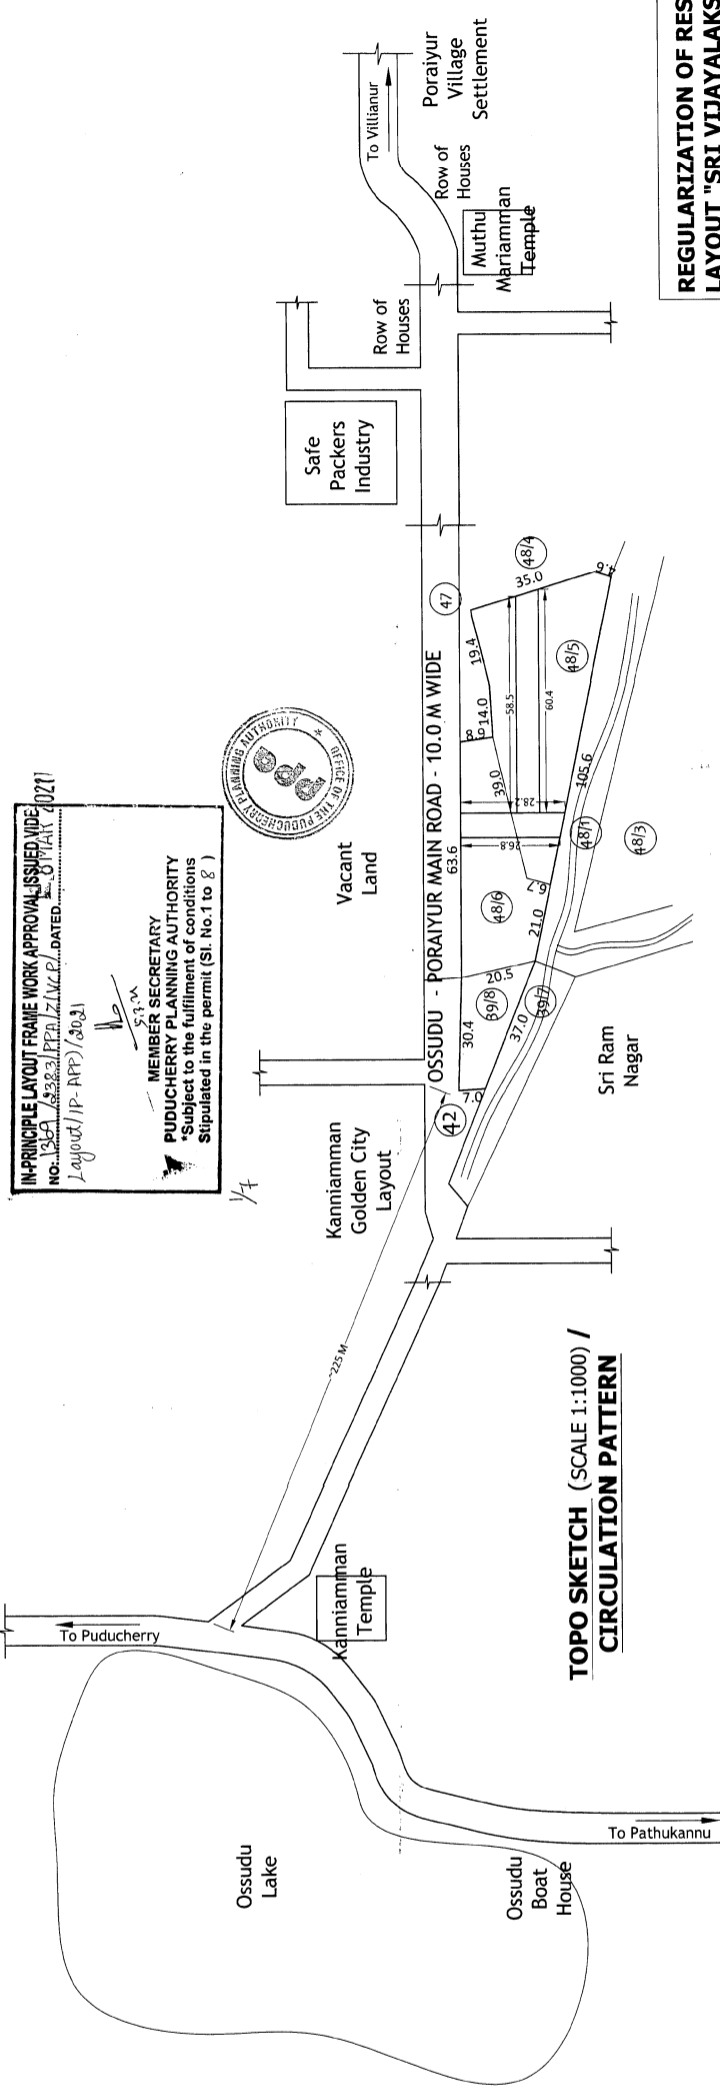 IN-PRINCIPLE LAYOUT FRAME WORK APPROVAL ISSUED VIDE
NO: 1369 /2383/PPA/Z(VCP) DATED 8 MAR 2021
Layout/IP-APP)/2021
MEMBER SECRETARY
PUDUCHERRY PLANNING AUTHORITY
*Subject to the fulfilment of conditions
Stipulated in the permit (Sl. No.1 to 8 )
1/7
OFFICE OF THE PUDUCHERRY PLANNING AUTHORITY *
ppa
To Puducherry
Ossudu
Lake
Ossudu
Boat
House
To Pathukannu
Kanniamman
Temple
225 M
Kanniamman
Golden City
Layout
Vacant
Land
Safe
Packers
Industry
Row of
Houses
To Villianur
Poraiyur
Village
Settlement
Row of
Houses
Muthu
Mariamman
Temple
OSSUDU - PORAIYUR MAIN ROAD - 10.0 M WIDE
42
47
7.0
30.4
63.6
39/8
20.5
37.0
39/7
48/6
21.0
39.0
14.0
19.4
26.8
28.2
58.5
60.4
35.0
48/4
4.6
48/5
105.6
48/1
48/3
Sri Ram
Nagar
TOPO SKETCH (SCALE 1:1000) /
CIRCULATION PATTERN
REGULARIZATION OF RES
LAYOUT "SRI VIJAYALAKS